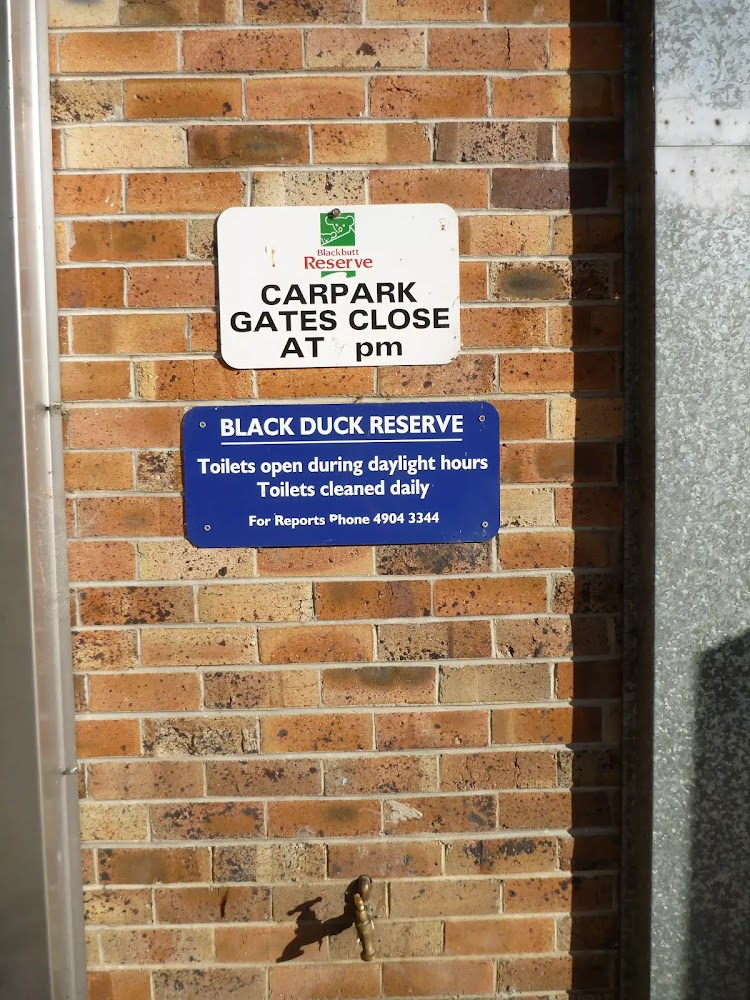 Blackbutt
Reserve
CARPARK
GATES CLOSE
AT pm
BLACK DUCK RESERVE
Toilets open during daylight hours
Toilets cleaned daily
For Reports Phone 4904 3344